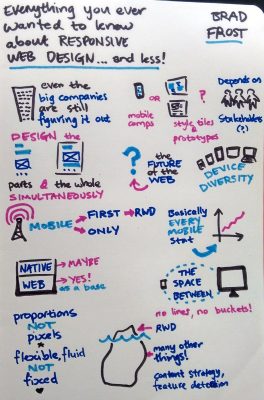 Everything you ever
wanted to know
about RESPONSIVE
WEB DESIGN... and less!
BRAD
FROST
even the
big companies
are still
figuring it out
mobile
comps
OR
style tiles
&
prototypes
?
Depends on
Stakeholders
(?)
DESIGN the
parts & the whole
SIMULTANEOUSLY
?
the FUTURE
of the
WEB
DEVICE
DIVERSITY
MOBILE
FIRST → RWD
ONLY
Basically
EVERY
MOBILE
Stat
NATIVE → MAYBE
WEB → YES!
as a base
THE
SPACE
BETWEEN
no lines, no buckets!
proportions
NOT
pixels
flexible, fluid
NOT
fixed
RWD
many other
things!
content strategy,
feature detection